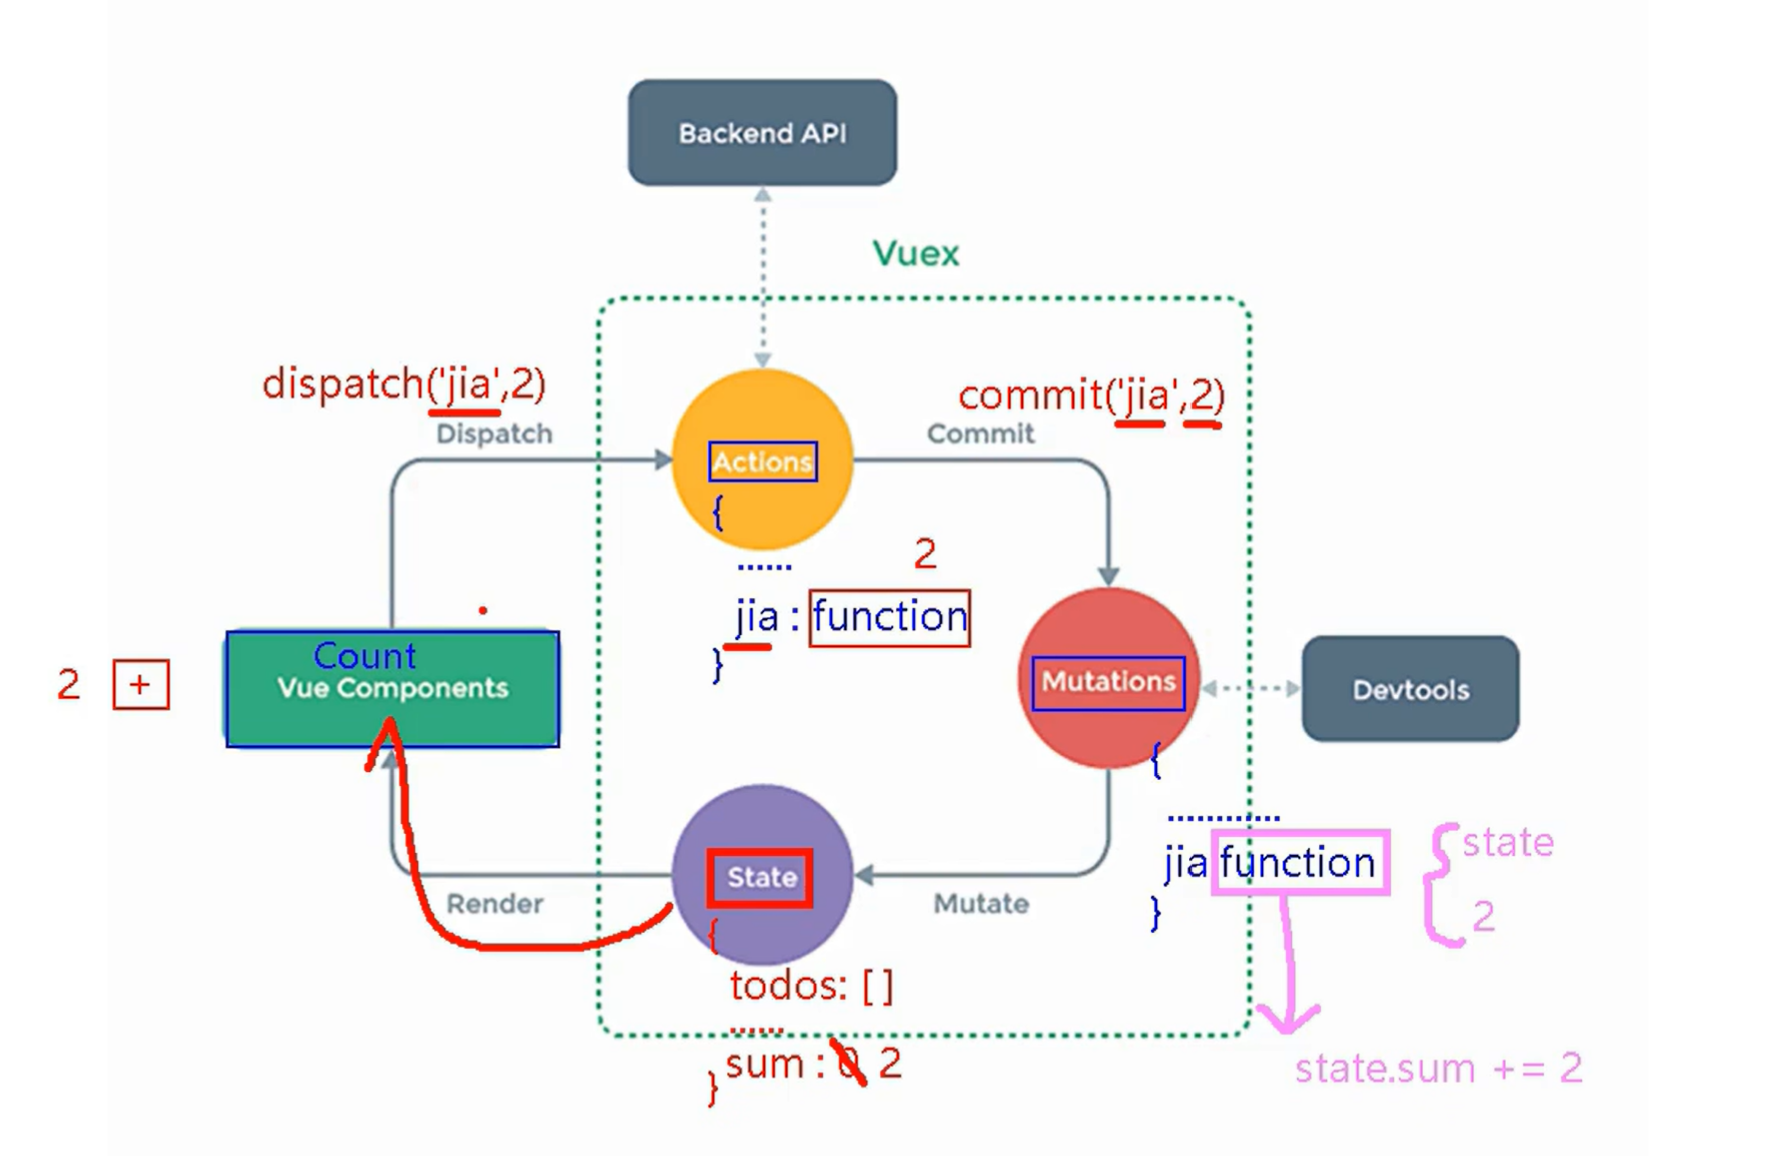 Backend API
Vuex
dispatch('jia',2)
commit('jia',2)
Dispatch
Commit
Actions
{
......
2
jia : function
}
Count
Vue Components
2 +
Mutations
Devtools
{
............
jia function
}
state
2
State
Render
Mutate
{
todos: [ ]
......
sum : 0 2
}
state.sum += 2